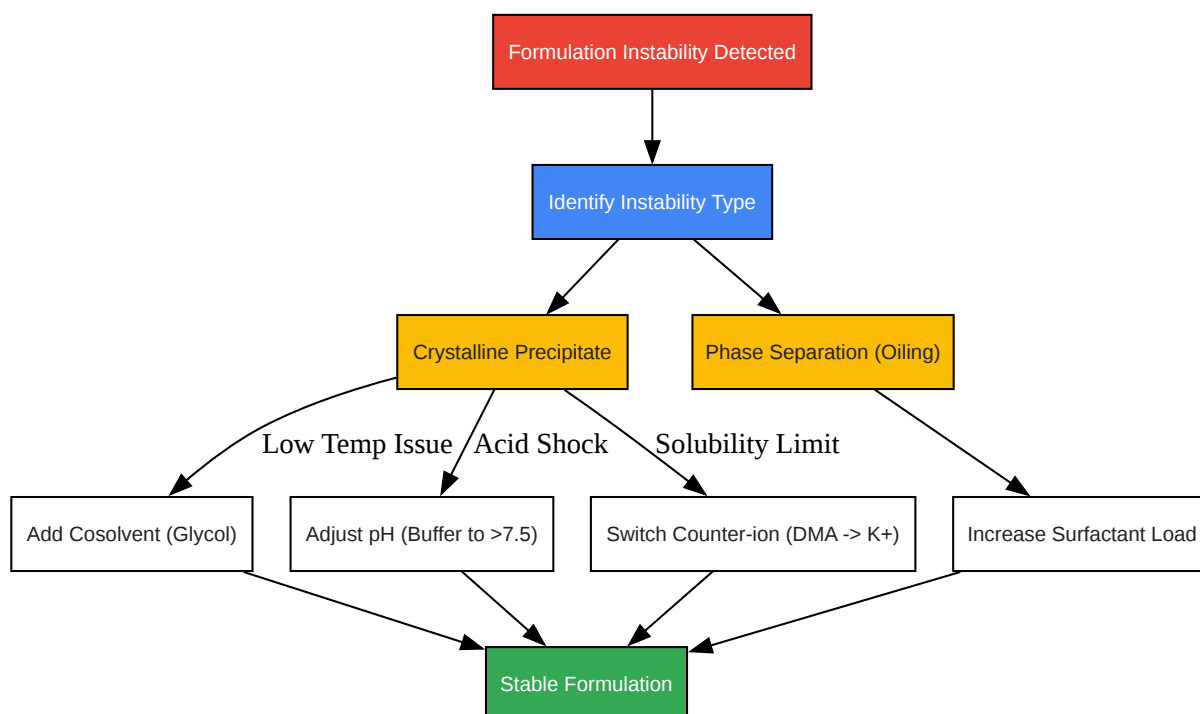 Formulation Instability Detected
Identify Instability Type
Crystalline Precipitate
Phase Separation (Oiling)
Low Temp Issue
Acid Shock
Solubility Limit
Add Cosolvent (Glycol)
Adjust pH (Buffer to >7.5)
Switch Counter-ion (DMA -> K+)
Increase Surfactant Load
Stable Formulation